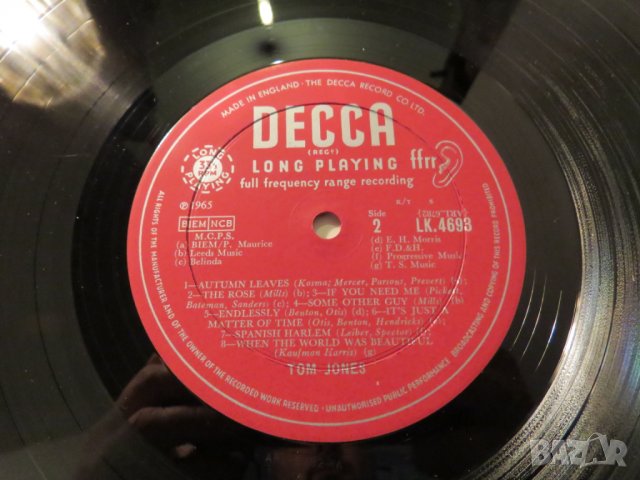 MADE IN ENGLAND · THE DECCA RECORD CO LTD.
DECCA
(REGD)
LONG PLAYING ffrr
full frequency range recording
LONG PLAYING
33⅓
RPM
R/T S
℗1965
BIEM NCB
Side
2
LK.4693
M.C.P.S.
(a) BIEM/P. Maurice
(b) Leeds Music
(c) Belinda
(d) E. H. Morris
(e) F.D.&H.
(f) Progressive Music
(g) T. S. Music
1—AUTUMN LEAVES (Kosma; Mercer, Parsons, Prevert) (a);
2—THE ROSE (Mills) (b); 3—IF YOU NEED ME (Pickett,
Bateman, Sanders) (c); 4—SOME OTHER GUY (Mills) (b)
5—ENDLESSLY (Benton, Otis) (d); 6—IT'S JUST A
MATTER OF TIME (Otis, Benton, Hendricks) (e)
7—SPANISH HARLEM (Leiber, Spector) (f)
8—WHEN THE WORLD WAS BEAUTIFUL
(Kaufman Harris) (g)
TOM JONES
ALL RIGHTS OF THE MANUFACTURER AND OF THE OWNER OF THE RECORDED WORK RESERVED · UNAUTHORISED PUBLIC PERFORMANCE BROADCASTING AND COPYING OF THIS RECORD PROHIBITED
BAZAR
bg